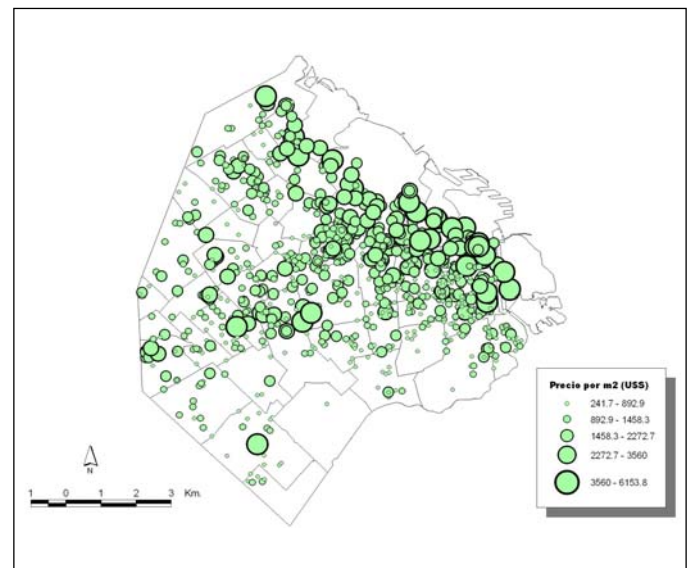 Precio per m2 (US$)
241.7 - 892.9
892.9 - 1458.3
1458.3 - 2272.7
2272.7 - 3560
3560 - 6153.8
N
1 0 1 2 3 Km.